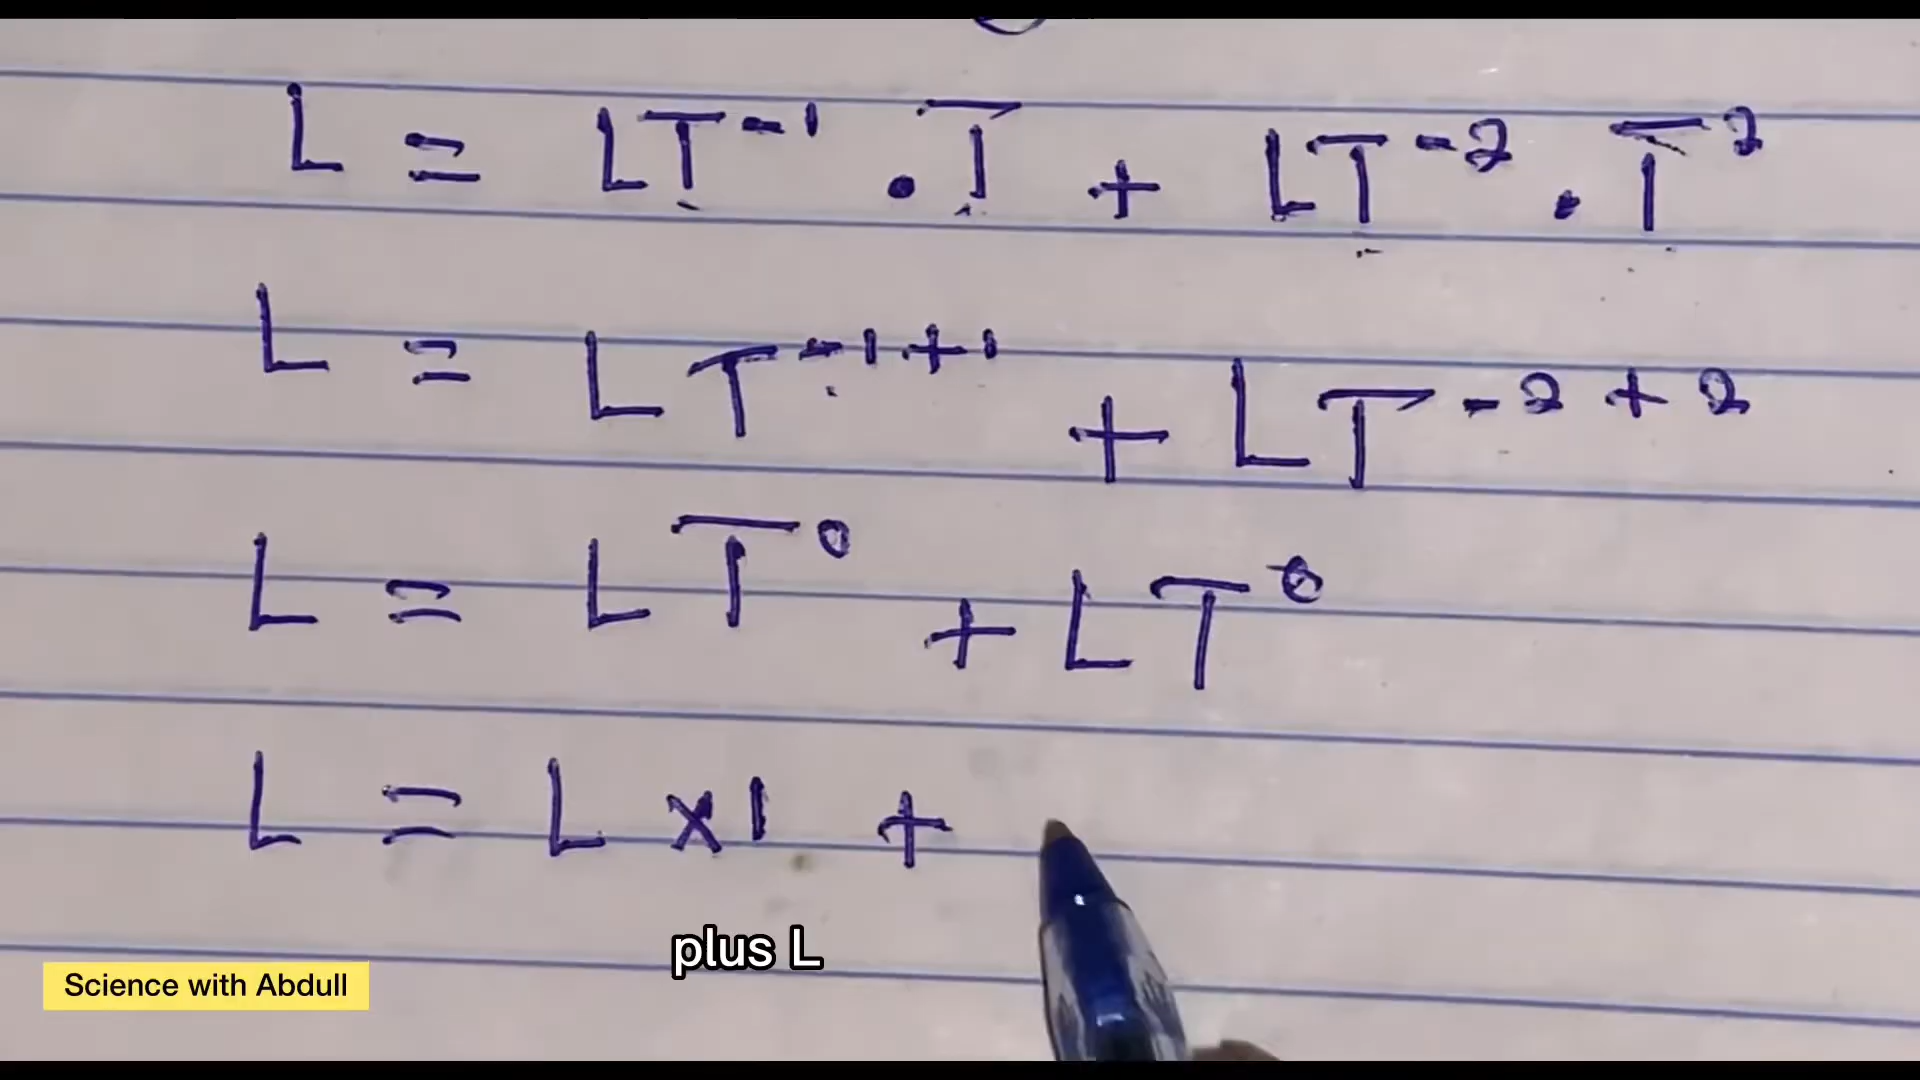 L = LT⁻¹ . T + LT⁻² . T²
L = LT⁻¹⁺¹ + LT⁻²⁺²
L = LT⁰ + LT⁰
L = L × 1 +
plus L
Science with Abdull